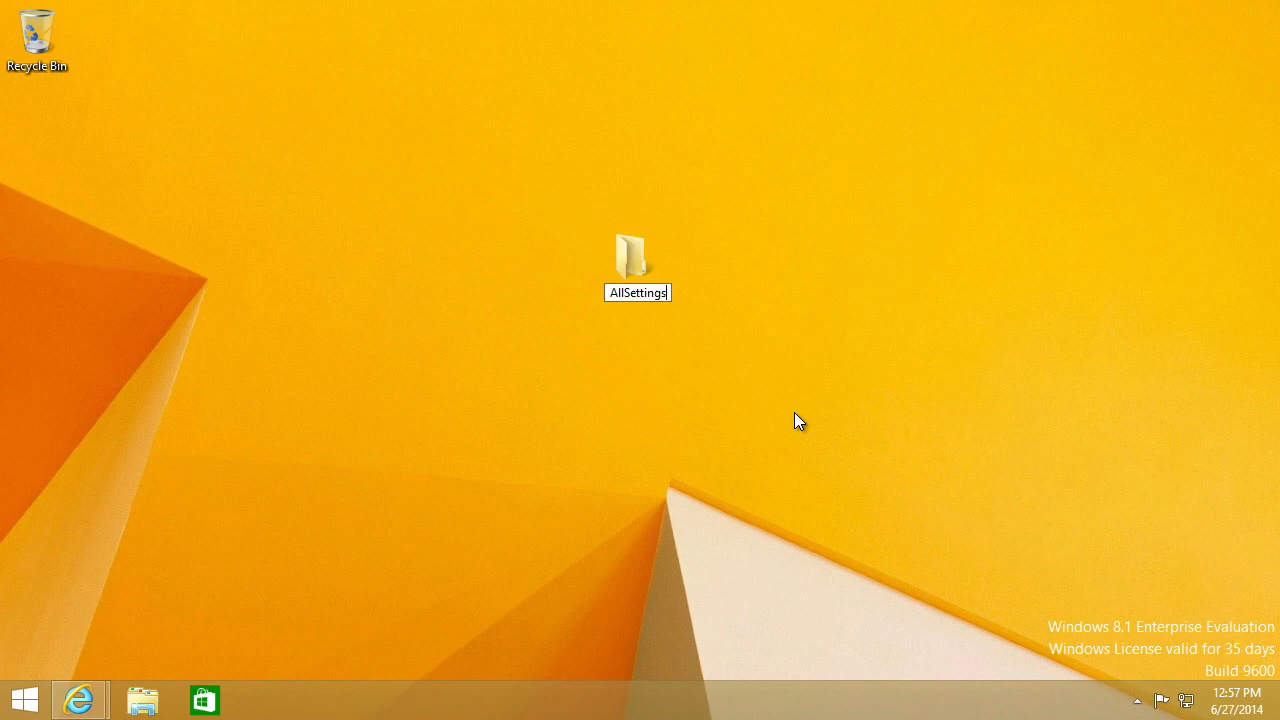 Recycle Bin
AllSettings
Windows 8.1 Enterprise Evaluation
Windows License valid for 35 days
Build 9600
12:57 PM
6/27/2014